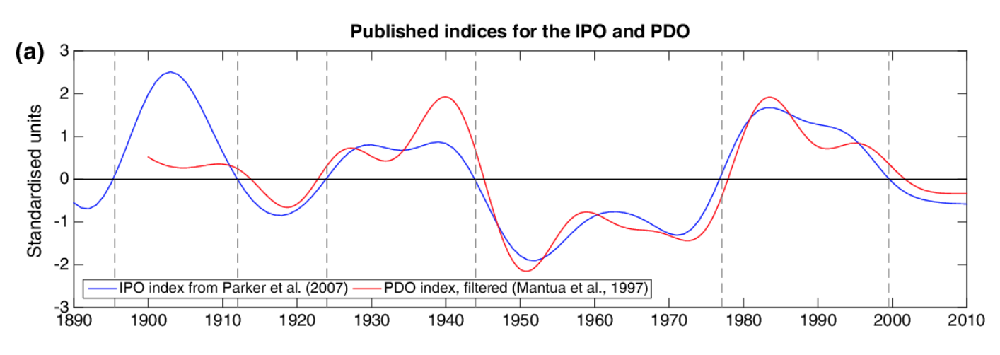 Published indices for the IPO and PDO
(a)
Standardised units
3
2
1
0
-1
-2
-3
IPO index from Parker et al. (2007) PDO index, filtered (Mantua et al., 1997)
1890 1900 1910 1920 1930 1940 1950 1960 1970 1980 1990 2000 2010